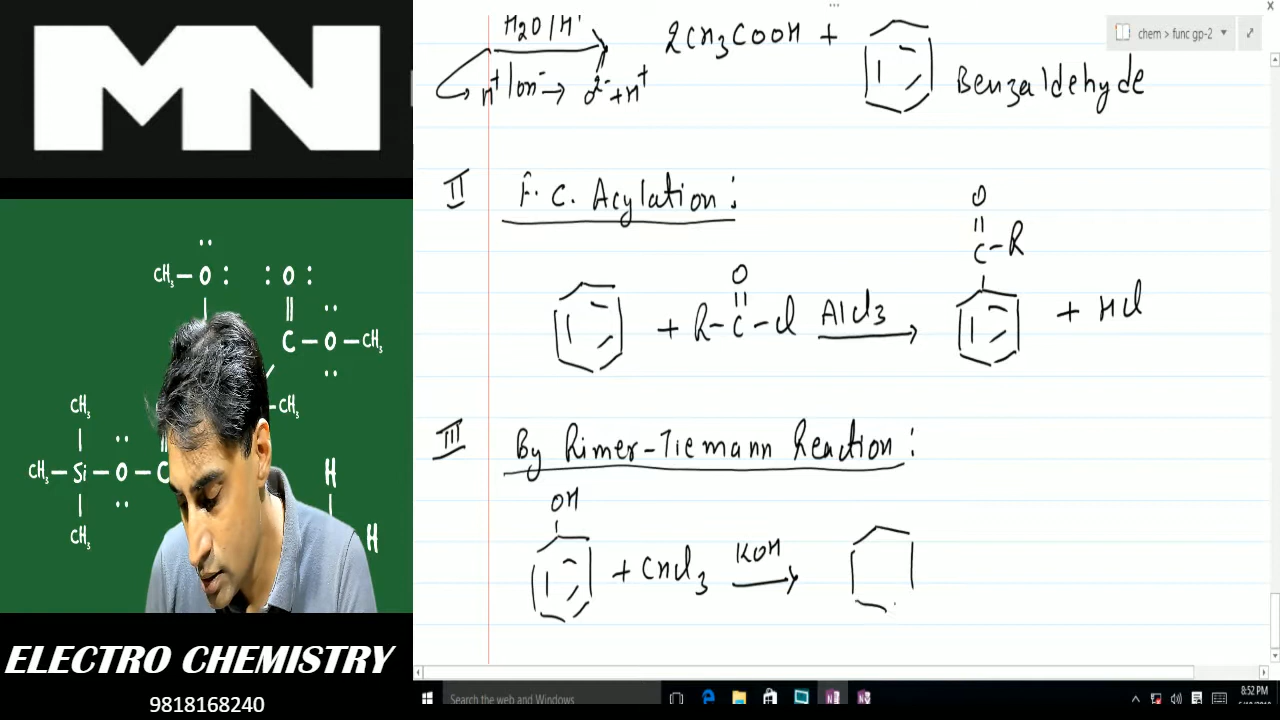 MN
CH₃—O:
:O:
C—O—CH₃
—CH₃
CH₃
CH₃—Si—O—C
CH₃
H
H
ELECTRO CHEMISTRY
9818168240
chem > func gp-2
H2O/H+
2CH3COOH +
H+/OH- → O2- + H+
Benzaldehyde
II F.C. Acylation:
O
||
C-R
O
||
+ R-C-Cl AlCl3 + HCl
III By Rimer-Tiemann Reaction:
OH
+ CHCl3 KOH
Search the web and Windows
8:52 PM